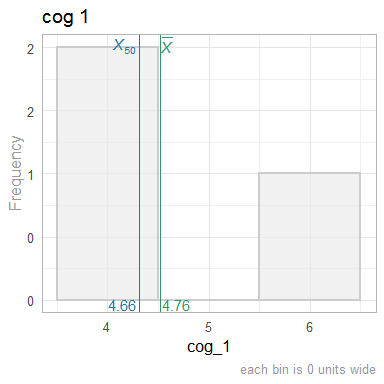 cog 1
X50
X̅
2
2
1
0
0
Frequency
4.66
4.76
4
5
6
cog_1
each bin is 0 units wide